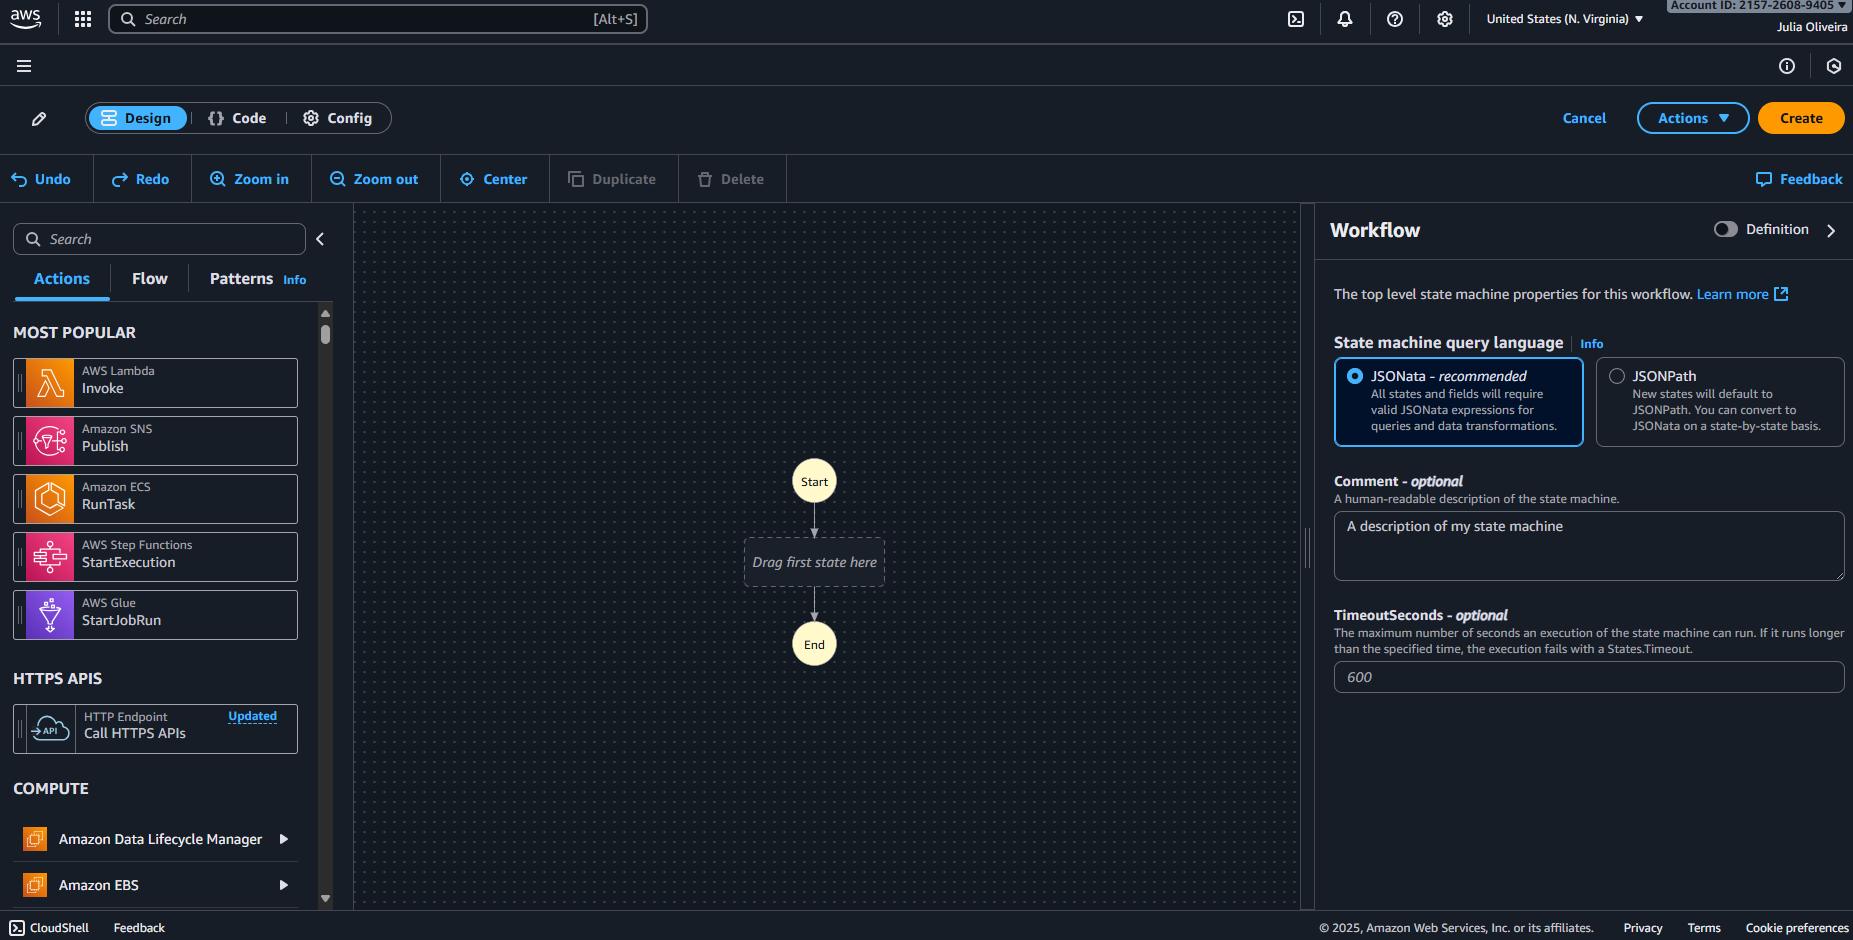 aws
Search
[Alt+S]
United States (N. Virginia)
Account ID: 2157-2608-9405
Julia Oliveira
Design
{} Code
Config
Cancel
Actions
Create
Undo
Redo
Zoom in
Zoom out
Center
Duplicate
Delete
Feedback
Search
Actions
Flow
Patterns
Info
MOST POPULAR
AWS Lambda
Invoke
Amazon SNS
Publish
Amazon ECS
RunTask
AWS Step Functions
StartExecution
AWS Glue
StartJobRun
HTTPS APIS
API
HTTP Endpoint
Updated
Call HTTPS APIs
COMPUTE
Amazon Data Lifecycle Manager
Amazon EBS
Start
Drag first state here
End
Workflow
Definition
The top level state machine properties for this workflow. Learn more
State machine query language
Info
JSONata - recommended
All states and fields will require
valid JSONata expressions for
queries and data transformations.
JSONPath
New states will default to
JSONPath. You can convert to
JSONata on a state-by-state basis.
Comment - optional
A human-readable description of the state machine.
A description of my state machine
TimeoutSeconds - optional
The maximum number of seconds an execution of the state machine can run. If it runs longer
than the specified time, the execution fails with a States.Timeout.
600
CloudShell
Feedback
© 2025, Amazon Web Services, Inc. or its affiliates.
Privacy
Terms
Cookie preferences